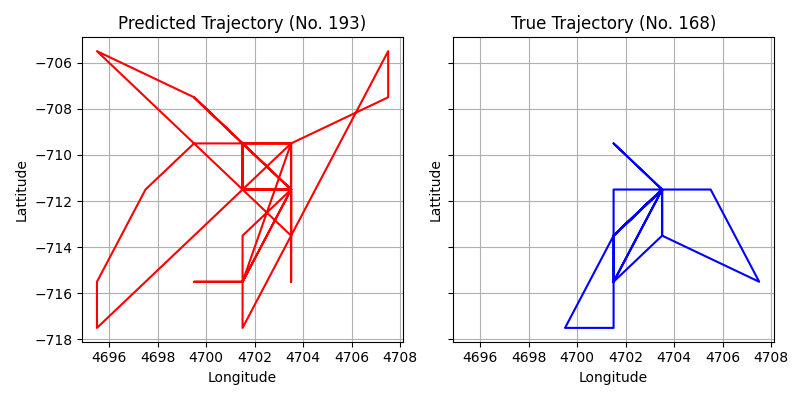 Predicted Trajectory (No. 193)
True Trajectory (No. 168)
Lattitude
−706
−708
−710
−712
−714
−716
−718
4696 4698 4700 4702 4704 4706 4708
Longitude
Lattitude
4696 4698 4700 4702 4704 4706 4708
Longitude